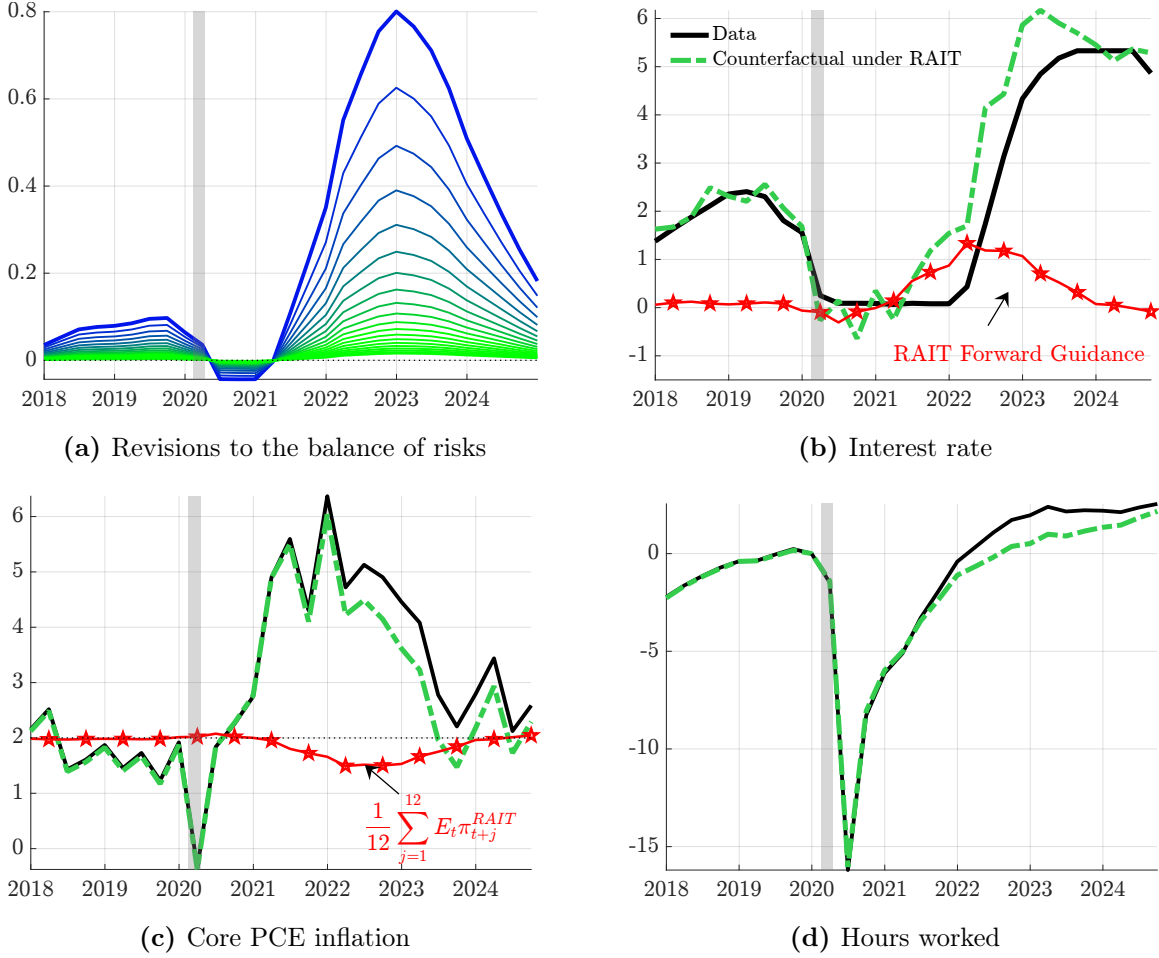 0.8
0.6
0.4
0.2
0
2018 2019 2020 2021 2022 2023 2024
(a) Revisions to the balance of risks
6
5
4
3
2
1
0
-1
Data
Counterfactual under RAIT
RAIT Forward Guidance
2018 2019 2020 2021 2022 2023 2024
(b) Interest rate
6
5
4
3
2
1
0
$\frac{1}{12}\sum_{j=1}^{12} E_t \pi_{t+j}^{RAIT}$
2018 2019 2020 2021 2022 2023 2024
(c) Core PCE inflation
0
-5
-10
-15
2018 2019 2020 2021 2022 2023 2024
(d) Hours worked